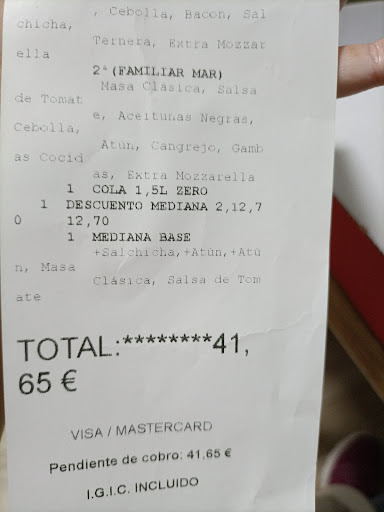 , Cebolla, Bacon, Sal
chicha,
Ternera, Extra Mozzar
ella
2ª (FAMILIAR MAR)
Masa Clásica, Salsa
de Tomat
e, Aceitunas Negras,
Cebolla,
Atún, Cangrejo, Gamb
as Cocid
as, Extra Mozzarella
1 COLA 1,5L ZERO
1 DESCUENTO MEDIANA 2,12,7
0 12,70
1 MEDIANA BASE
+Salchicha,+Atún,+Atú
n, Masa
Clásica, Salsa de Tom
ate
TOTAL:********41,
65 €
VISA / MASTERCARD
Pendiente de cobro: 41,65 €
I.G.I.C. INCLUIDO